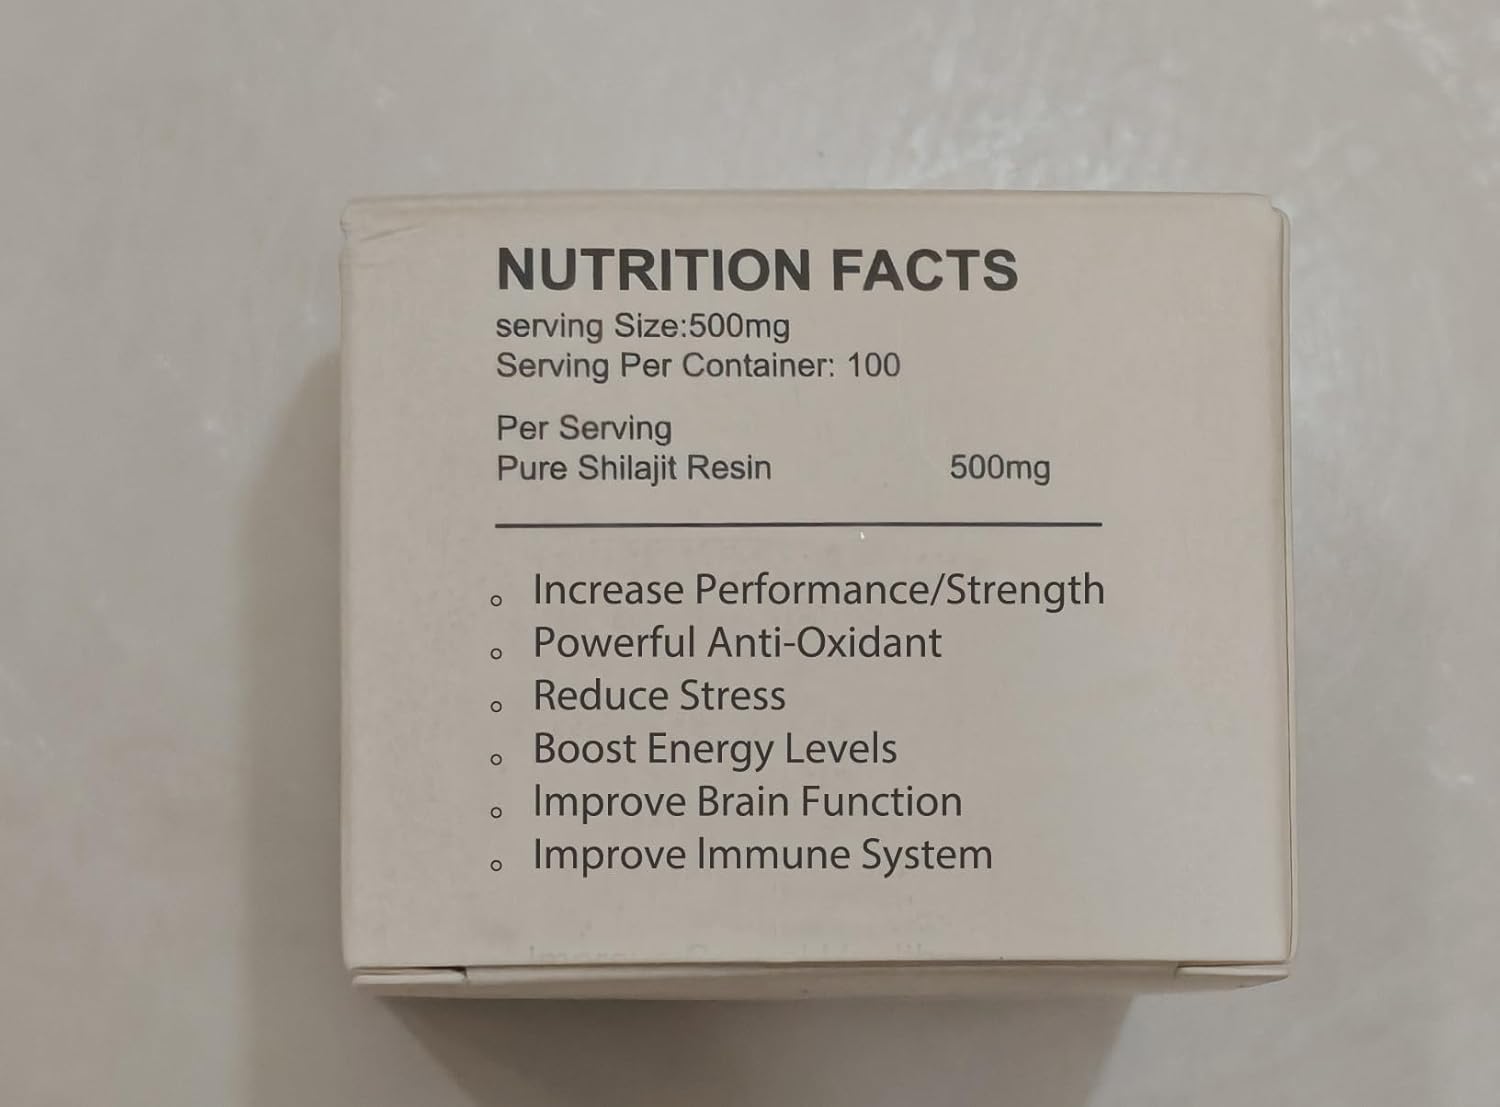 NUTRITION FACTS
serving Size:500mg
Serving Per Container: 100
Per Serving
Pure Shilajit Resin 500mg
Increase Performance/Strength
Powerful Anti-Oxidant
Reduce Stress
Boost Energy Levels
Improve Brain Function
Improve Immune System